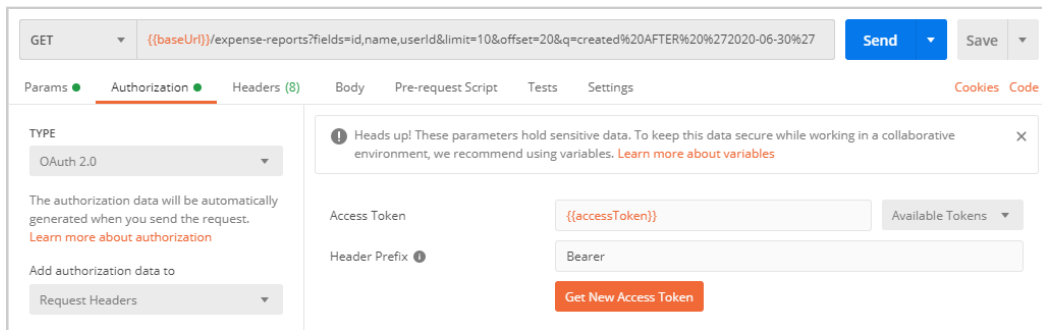 GET {{baseUrl}}/expense-reports?fields=id,name,userId&limit=10&offset=20&q=created%20AFTER%20%272020-06-30%27 Send Save
Params Authorization Headers (8) Body Pre-request Script Tests Settings Cookies Code
TYPE
OAuth 2.0
The authorization data will be automatically
generated when you send the request.
Learn more about authorization
Add authorization data to
Request Headers
Heads up! These parameters hold sensitive data. To keep this data secure while working in a collaborative
environment, we recommend using variables. Learn more about variables
Access Token {{accessToken}} Available Tokens
Header Prefix Bearer
Get New Access Token